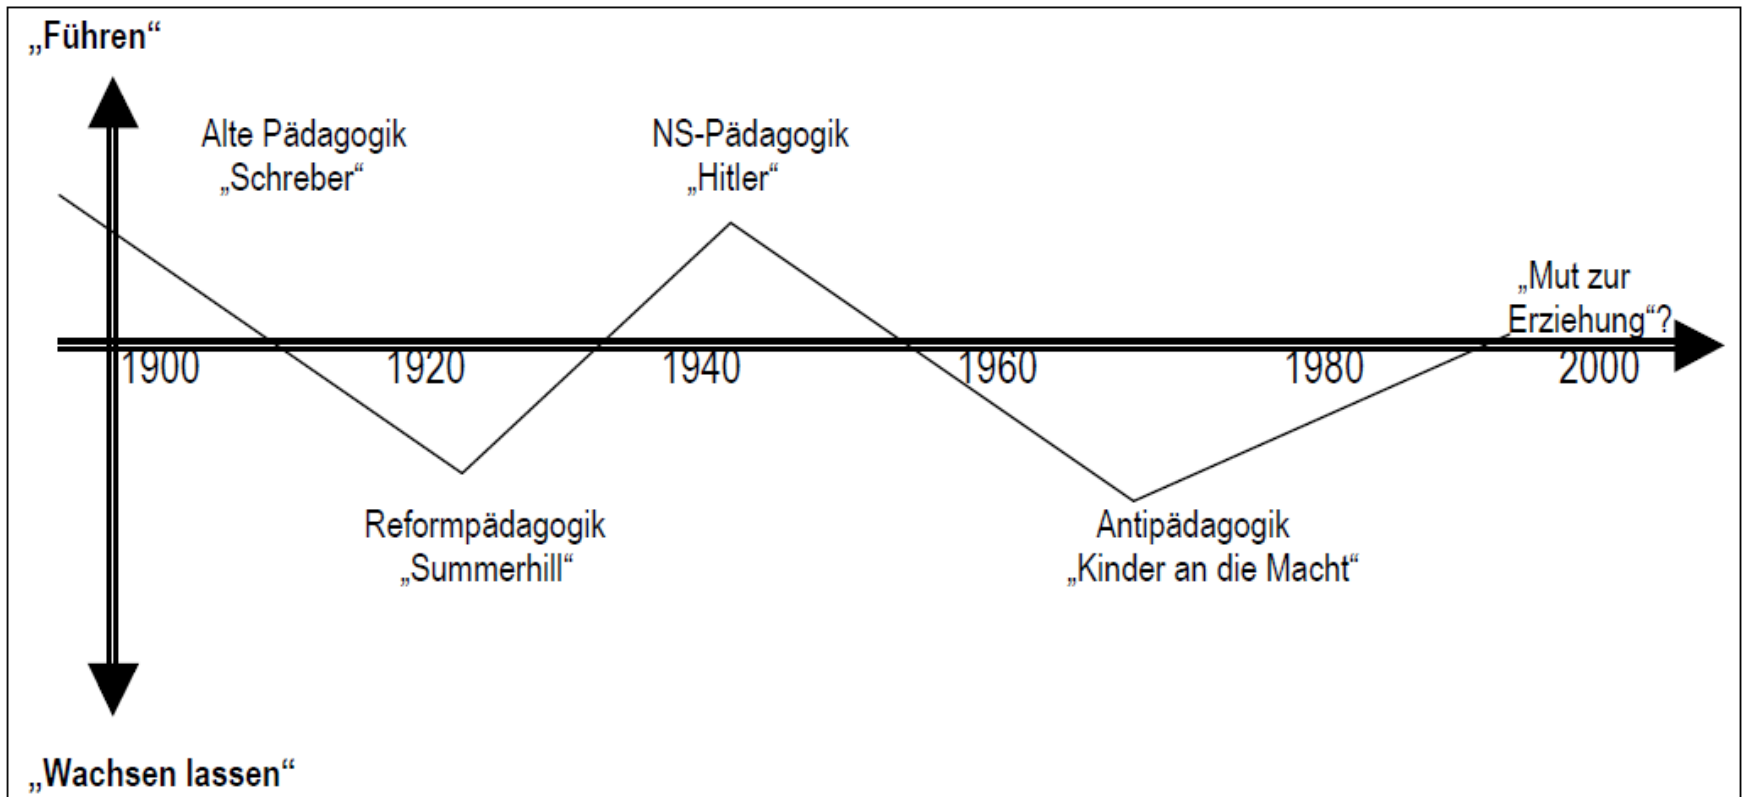 „Führen“
Alte Pädagogik
„Schreber“
NS-Pädagogik
„Hitler“
„Mut zur
Erziehung“?
1900
1920
1940
1960
1980
2000
Reformpädagogik
„Summerhill“
Antipädagogik
„Kinder an die Macht“
„Wachsen lassen“